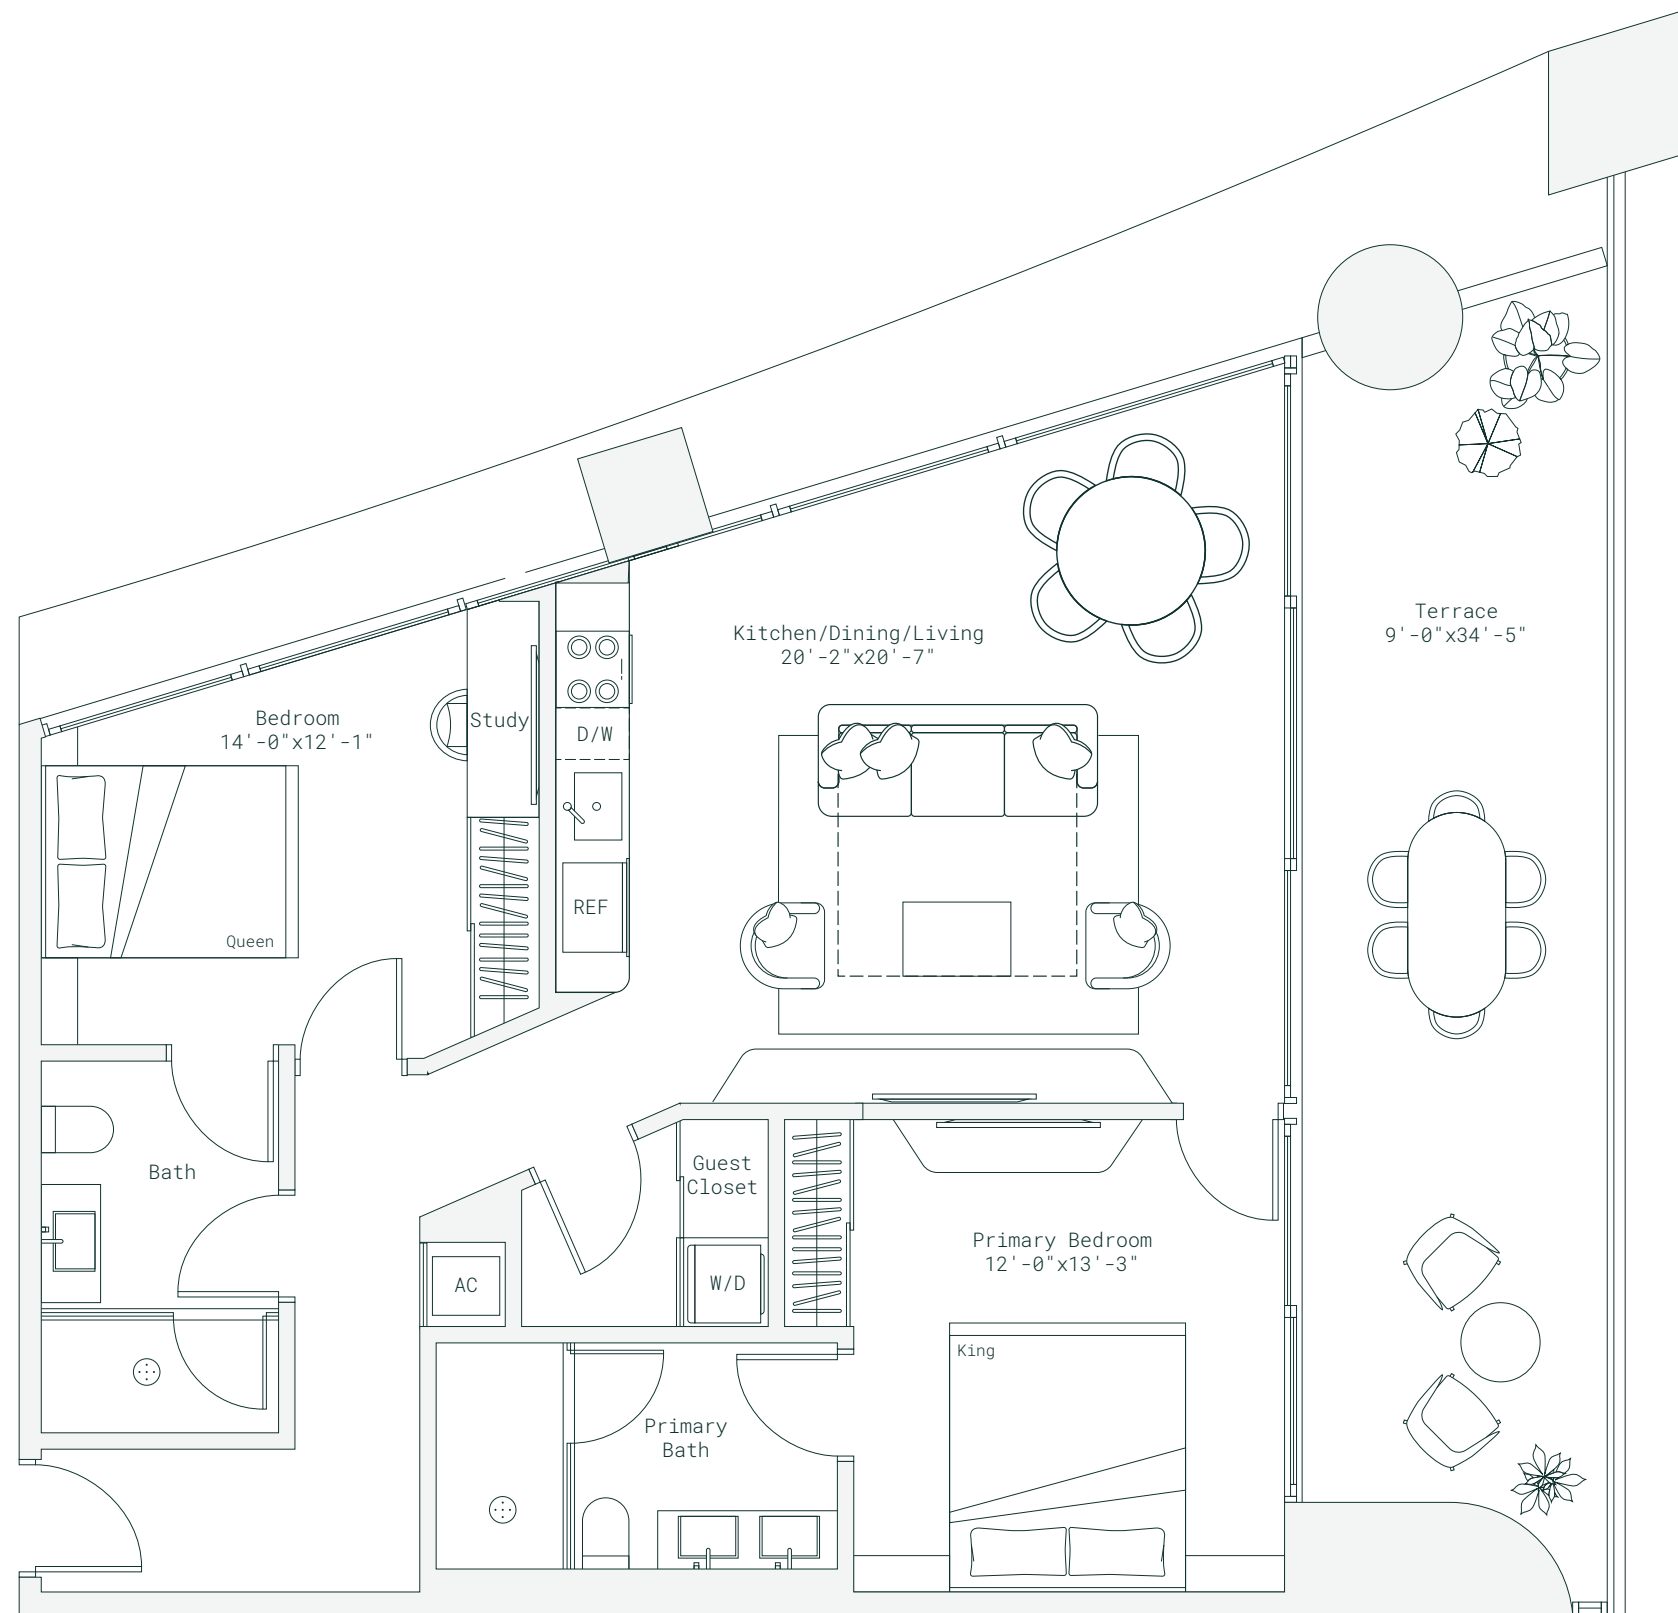 Terrace
9'-0"x34'-5"
Kitchen/Dining/Living
20'-2"x20'-7"
Bedroom
14'-0"x12'-1"
Study
D/W
REF
Queen
Bath
Guest
Closet
AC
W/D
Primary Bedroom
12'-0"x13'-3"
King
Primary
Bath